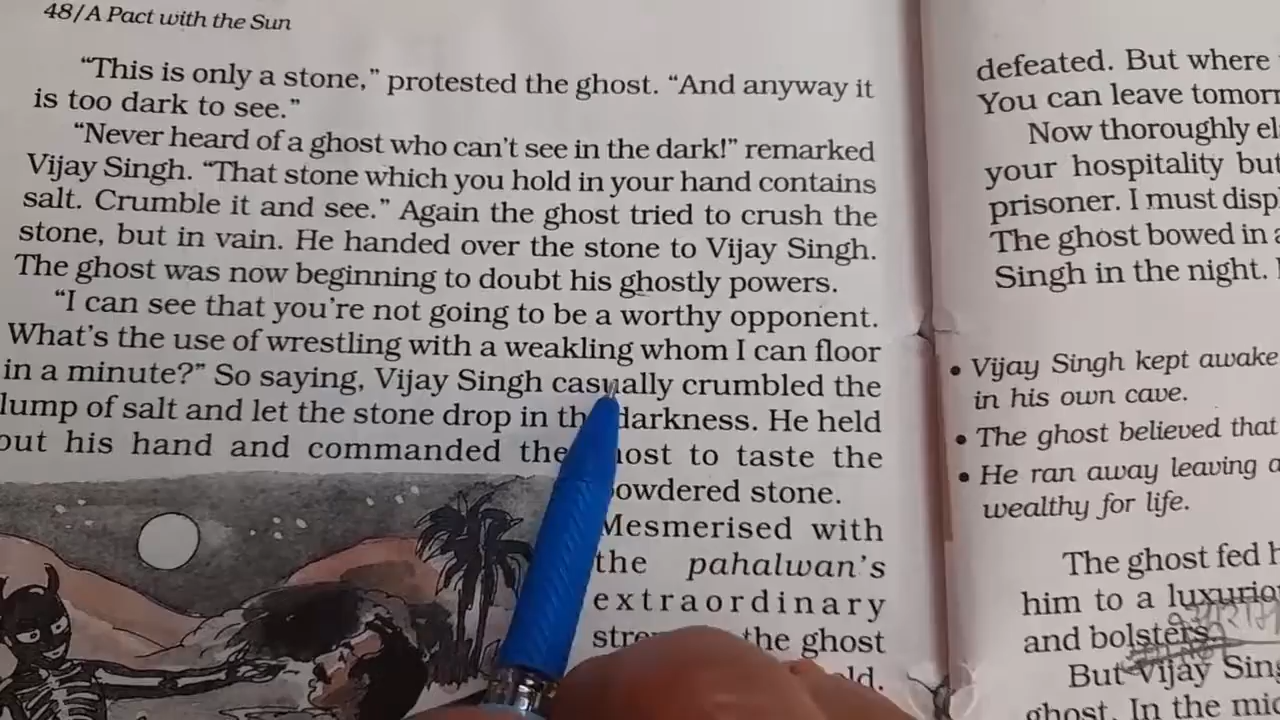 48/A Pact with the Sun
“This is only a stone,” protested the ghost. “And anyway it
is too dark to see.”
“Never heard of a ghost who can’t see in the dark!” remarked
Vijay Singh. “That stone which you hold in your hand contains
salt. Crumble it and see.” Again the ghost tried to crush the
stone, but in vain. He handed over the stone to Vijay Singh.
The ghost was now beginning to doubt his ghostly powers.
“I can see that you’re not going to be a worthy opponent.
What’s the use of wrestling with a weakling whom I can floor
in a minute?” So saying, Vijay Singh casually crumbled the
lump of salt and let the stone drop in darkness. He held
out his hand and commanded the to taste the
powdered stone.
Mesmerised with
the pahalwan’s
extraordinary
the ghost
defeated. But where
You can leave
Now thoroughly
your hospitality but
prisoner. I must
The ghost bowed in
Singh in the night.
• Vijay Singh kept awake
in his own cave.
• The ghost believed that
• He ran away leaving
wealthy for life.
The ghost fed
him to a
and bolsters.
But Vijay
ghost. In the